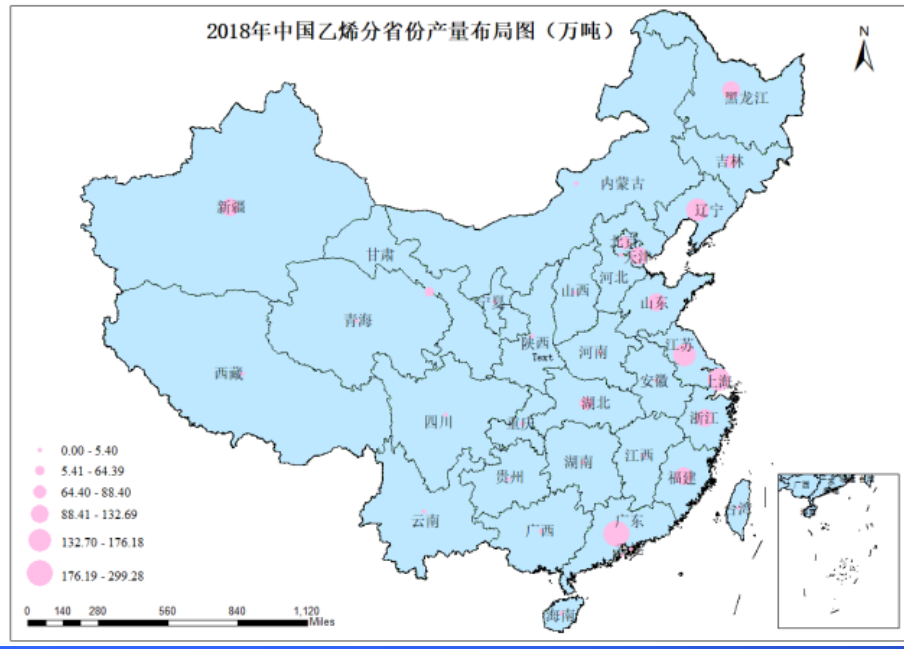 2018年中国乙烯分省份产量布局图（万吨）
N
黑龙江
吉林
内蒙古
辽宁
新疆
北京
天津
甘肃
河北
山西
宁夏
山东
青海
陕西
Text
河南
江苏
西藏
安徽
上海
湖北
浙江
四川
重庆
江西
湖南
贵州
福建
云南
广西
广东
台湾
海南
0.00 - 5.40
5.41 - 64.39
64.40 - 88.40
88.41 - 132.69
132.70 - 176.18
176.19 - 299.28
0 140 280 560 840 1,120
Miles
广西